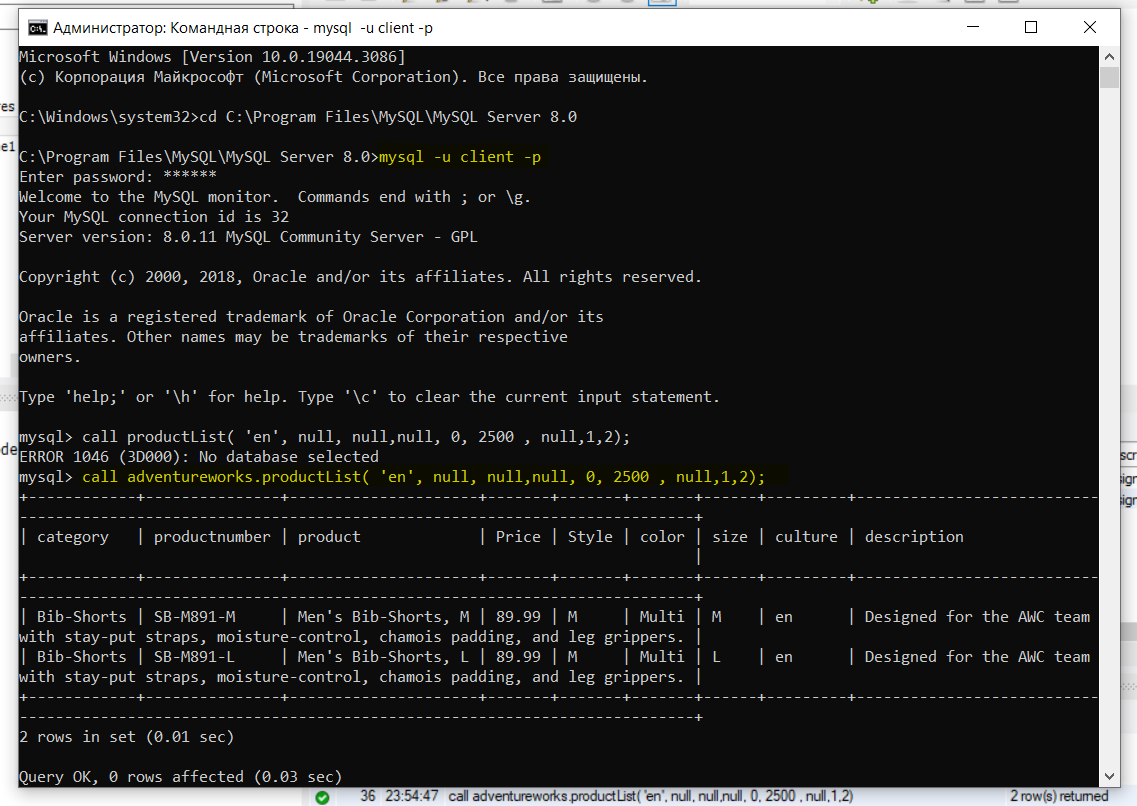 Администратор: Командная строка - mysql  -u client -p
Microsoft Windows [Version 10.0.19044.3086]
(c) Корпорация Майкрософт (Microsoft Corporation). Все права защищены.
C:\Windows\system32>cd C:\Program Files\MySQL\MySQL Server 8.0
C:\Program Files\MySQL\MySQL Server 8.0>mysql -u client -p
Enter password: ******
Welcome to the MySQL monitor.  Commands end with ; or \g.
Your MySQL connection id is 32
Server version: 8.0.11 MySQL Community Server - GPL
Copyright (c) 2000, 2018, Oracle and/or its affiliates. All rights reserved.
Oracle is a registered trademark of Oracle Corporation and/or its
affiliates. Other names may be trademarks of their respective
owners.
Type 'help;' or '\h' for help. Type '\c' to clear the current input statement.
mysql> call productList( 'en', null, null,null, 0, 2500 , null,1,2);
ERROR 1046 (3D000): No database selected
mysql> call adventureworks.productList( 'en', null, null,null, 0, 2500 , null,1,2);
| category   | productnumber | product             | Price | Style | color | size | culture | description
|
| Bib-Shorts | SB-M891-M     | Men's Bib-Shorts, M | 89.99 | M     | Multi | M    | en      | Designed for the AWC team
with stay-put straps, moisture-control, chamois padding, and leg grippers. |
| Bib-Shorts | SB-M891-L     | Men's Bib-Shorts, L | 89.99 | M     | Multi | L    | en      | Designed for the AWC team
with stay-put straps, moisture-control, chamois padding, and leg grippers. |
2 rows in set (0.01 sec)
Query OK, 0 rows affected (0.03 sec)
36 23:54:47 call adventureworks.productList( 'en', null, null,null, 0, 2500 , null,1,2) 2 row(s) returned